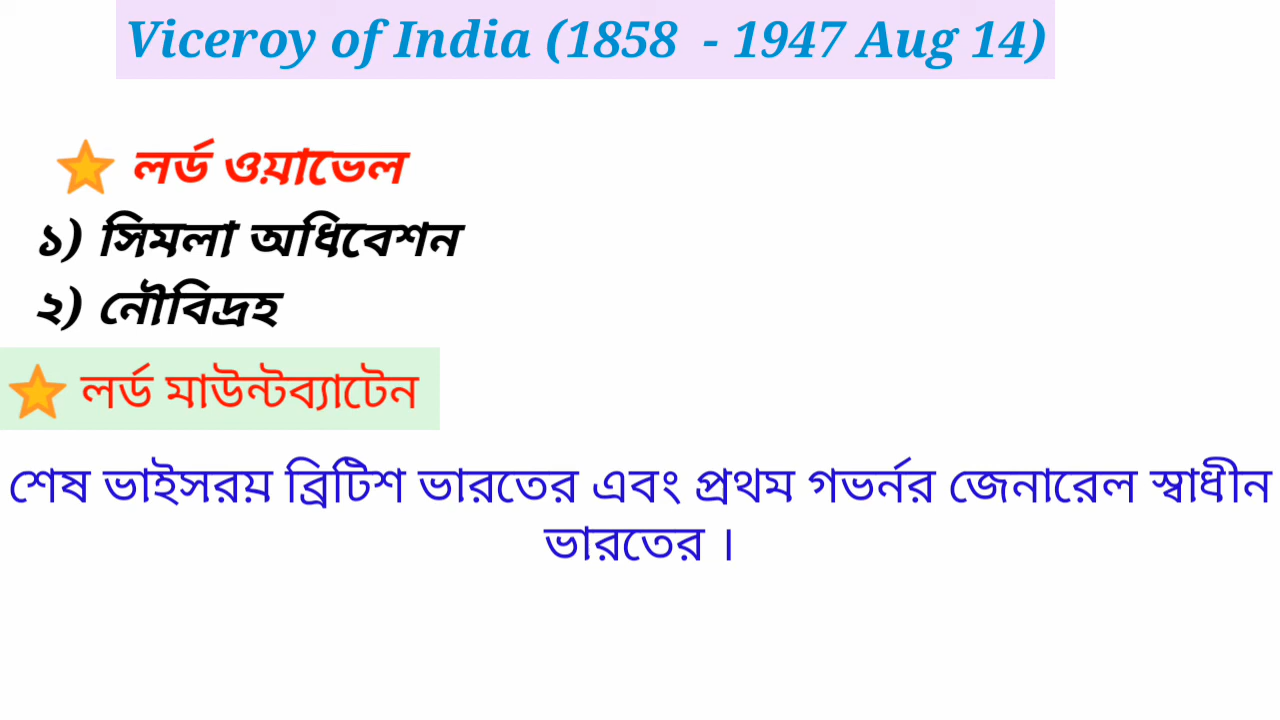 Viceroy of India (1858 - 1947 Aug 14)
লর্ড ওয়াভেল
১) সিমলা অধিবেশন
২) নৌবিদ্রহ
লর্ড মাউন্টব্যাটেন
শেষ ভাইসরয় ব্রিটিশ ভারতের এবং প্রথম গভর্নর জেনারেল স্বাধীন
ভারতের ।